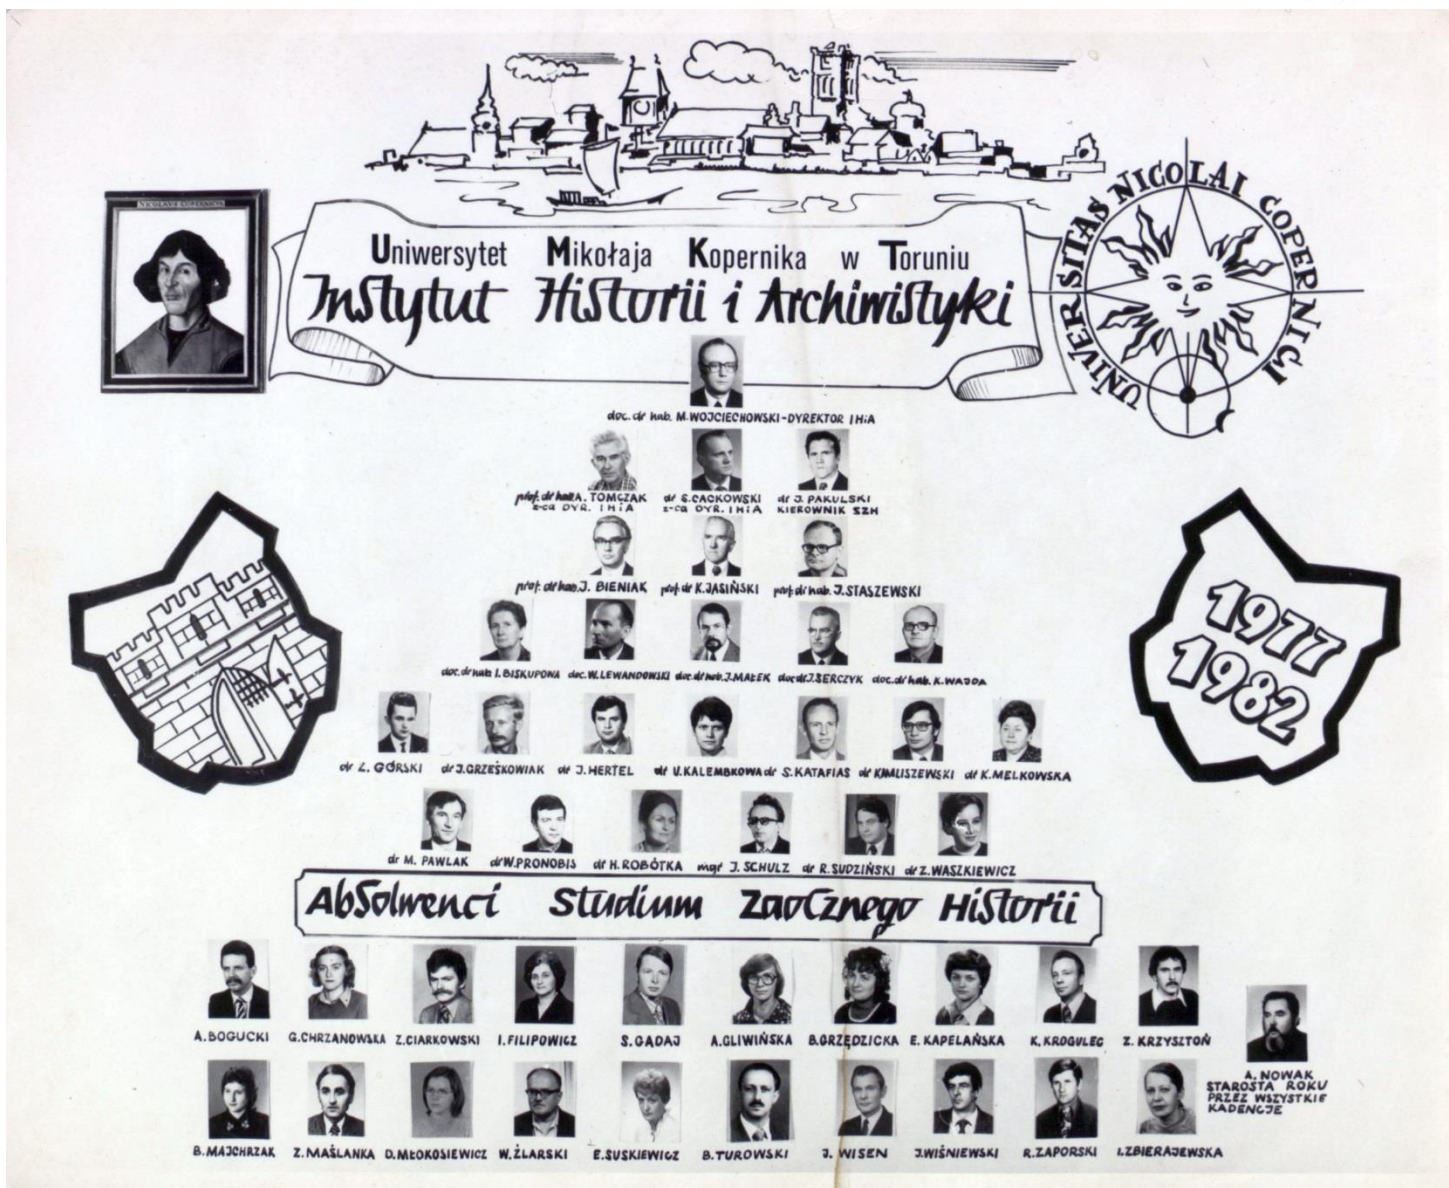 NICOLAUS COPERNICUS
Uniwersytet Mikołaja Kopernika w Toruniu
Instytut Historii i Archiwistyki
UNIVERSITAS NICOLAI COPERNICI
doc. dr hab. M. WOJCIECHOWSKI - DYREKTOR IHiA
prof. dr hab. A. TOMCZAK
z-ca DYR. IHiA
dr S. CACKOWSKI
z-ca DYR. IHiA
dr J. PAKULSKI
KIEROWNIK SZH
prof. dr hab. J. BIENIAK
prof. dr K. JASIŃSKI
prof. dr hab. J. STASZEWSKI
1977
1982
doc. dr hab. I. BISKUPOWA
doc. W. LEWANDOWSKI
doc. dr hab. J. MAŁEK
doc. dr J. SERCZYK
doc. dr hab. K. WAJDA
dr Z. GÓRSKI
dr J. GRZEŚKOWIAK
dr J. HERTEL
dr U. KALEMBKOWA
dr S. KATAFIAS
dr K. MALISZEWSKI
dr K. MELKOWSKA
dr M. PAWLAK
dr W. PRONOBIS
dr H. ROBÓTKA
mgr J. SCHULZ
dr R. SUDZIŃSKI
dr Z. WASZKIEWICZ
Absolwenci Studium Zaocznego Historii
A. BOGUCKI
G. CHRZANOWSKA
Z. CIARKOWSKI
I. FILIPOWICZ
S. GĄDAJ
A. GLIWIŃSKA
B. GRZĘDZICKA
E. KAPELAŃSKA
K. KROGULEC
Z. KRZYSZTOŃ
A. NOWAK
STAROSTA ROKU
PRZEZ WSZYSTKIE
KADENCJE
B. MAJCHRZAK
Z. MAŚLANKA
D. MŁOKOSIEWICZ
W. ŻLARSKI
E. SUSKIEWICZ
B. TUROWSKI
J. WISEN
J. WIŚNIEWSKI
R. ZAPORSKI
I. ZBIERAJEWSKA